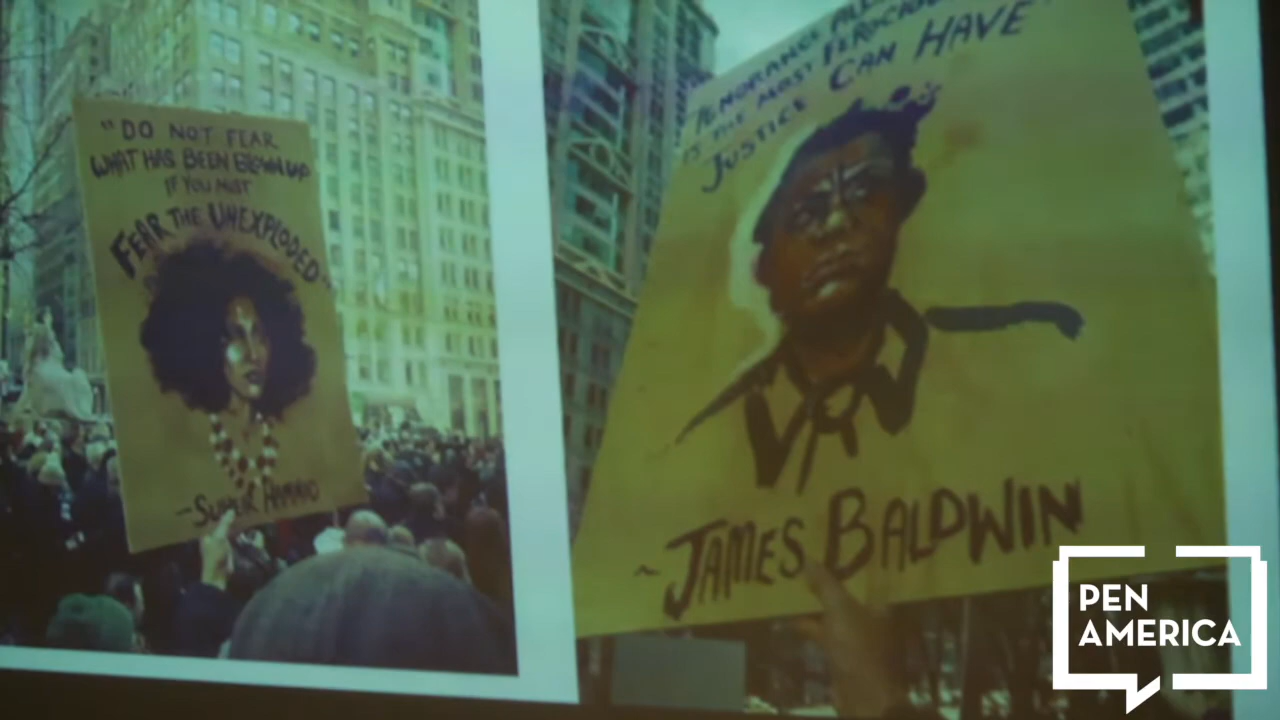 "DO NOT FEAR
WHAT HAS BEEN BLOWN UP
IF YOU MUST
FEAR THE UNEXPLODED"
IGNORANCE
IS THE MOST FEROCIOUS
JUSTICE CAN HAVE
~JAMES BALDWIN
PEN
AMERICA